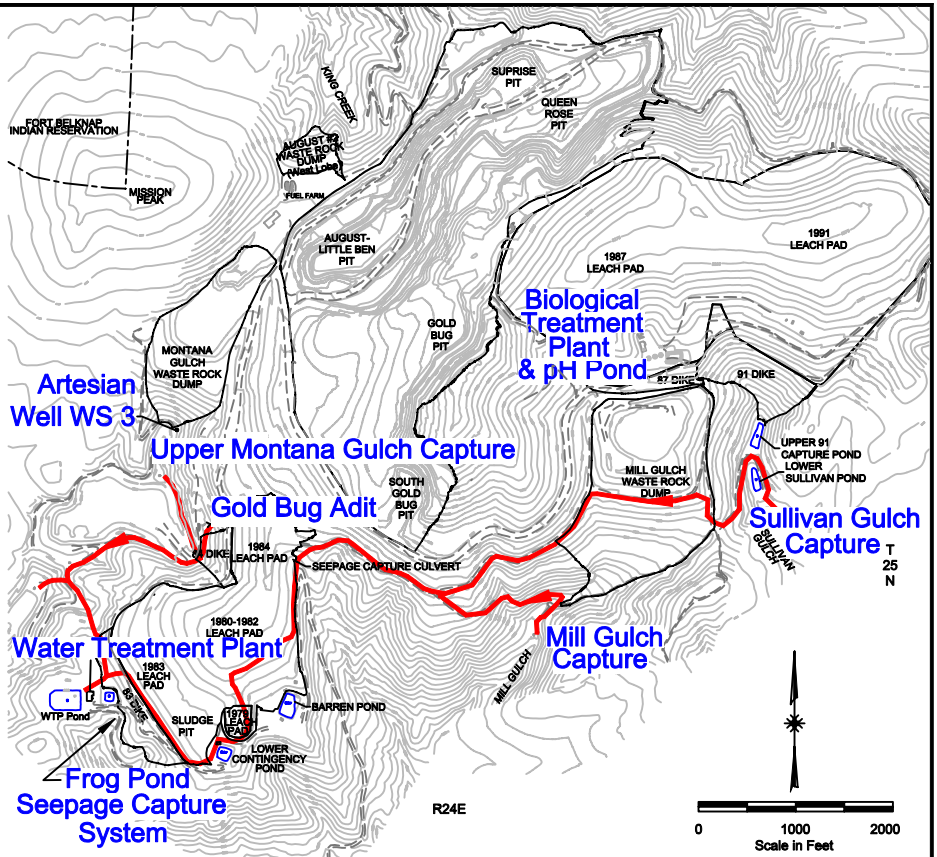 KING CREEK
SUPRISE
PIT
QUEEN
ROSE
PIT
FORT BELKNAP
INDIAN RESERVATION
AUGUST #2
WASTE ROCK
DUMP
(West Lobe)
FUEL FARM
MISSION
PEAK
AUGUST-
LITTLE BEN
PIT
1991
LEACH PAD
1987
LEACH PAD
Biological
Treatment
Plant
& pH Pond
GOLD
BUG
PIT
MONTANA
GULCH
WASTE ROCK
DUMP
87 DIKE
91 DIKE
Artesian
Well WS 3
Upper Montana Gulch Capture
UPPER 91
CAPTURE POND
LOWER
SULLIVAN POND
MILL GULCH
WASTE ROCK
DUMP
SOUTH
GOLD
BUG
PIT
Gold Bug Adit
Sullivan Gulch
Capture
SULLIVAN
GULCH
T
25
N
DIKE
1984
LEACH PAD
SEEPAGE CAPTURE CULVERT
1980-1982
LEACH PAD
Water Treatment Plant
Mill Gulch
Capture
MILL GULCH
1983
LEACH
PAD
83 DIKE
WTP Pond
SLUDGE
PIT
1979
LEACH
PAD
BARREN POND
LOWER
CONTINGENCY
POND
Frog Pond
Seepage Capture
System
R24E
0 1000 2000
Scale in Feet